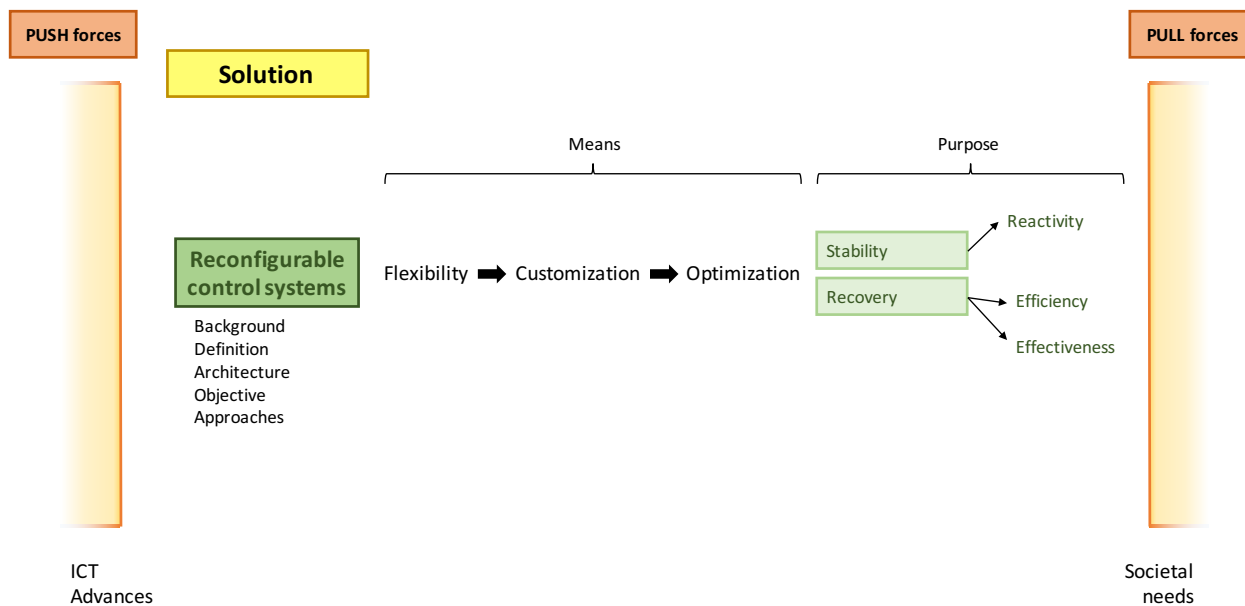 PUSH forces
PULL forces
Solution
Means
Purpose
Reconfigurable
control systems
Flexibility
Customization
Optimization
Stability
Recovery
Reactivity
Efficiency
Effectiveness
Background
Definition
Architecture
Objective
Approaches
ICT
Advances
Societal
needs